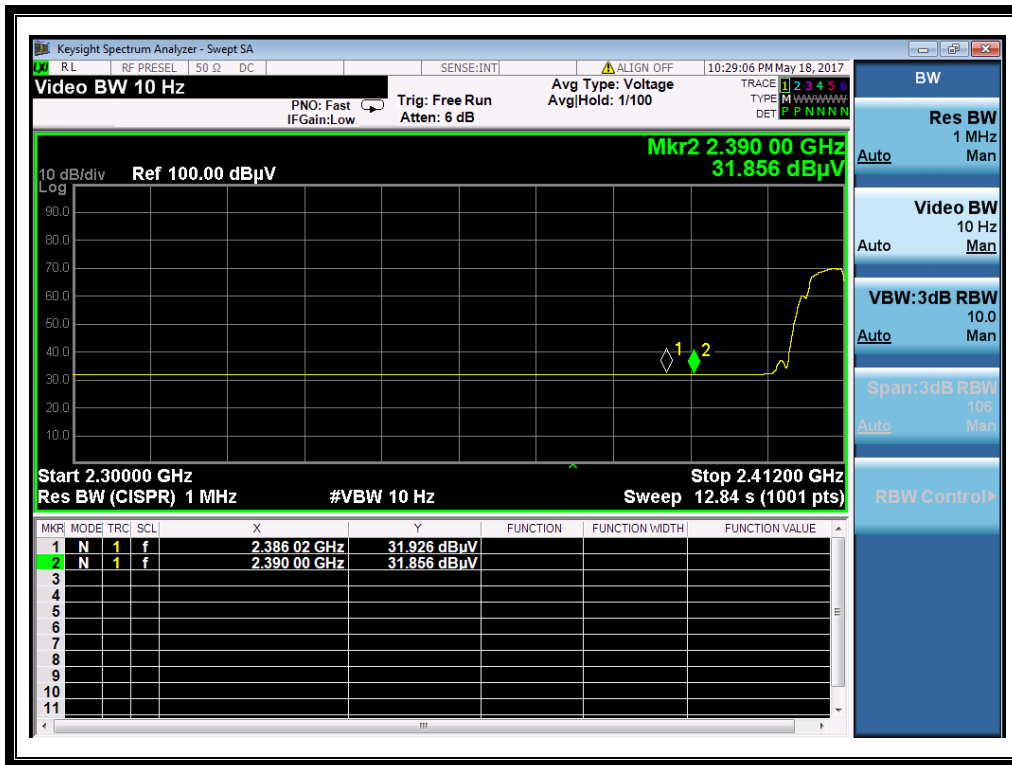 Keysight Spectrum Analyzer - Swept SA
LXI RL RF PRESEL 50 Ω DC SENSE:INT ALIGN OFF 10:29:06 PM May 18, 2017
Video BW 10 Hz
PNO: Fast
IFGain:Low
Trig: Free Run
Atten: 6 dB
Avg Type: Voltage
Avg|Hold: 1/100
TRACE 1 2 3 4 5 6
TYPE M WWWWW
DET P P N N N N
Mkr2 2.390 00 GHz
31.856 dBµV
10 dB/div Ref 100.00 dBµV
Log
90.0
80.0
70.0
60.0
50.0
40.0
30.0
20.0
10.0
1
2
Start 2.30000 GHz Stop 2.41200 GHz
Res BW (CISPR) 1 MHz #VBW 10 Hz Sweep 12.84 s (1001 pts)
MKR MODE TRC SCL X Y FUNCTION FUNCTION WIDTH FUNCTION VALUE
1 N 1 f 2.386 02 GHz 31.926 dBµV
2 N 1 f 2.390 00 GHz 31.856 dBµV
3
4
5
6
7
8
9
10
11
BW
Res BW
1 MHz
Auto Man
Video BW
10 Hz
Auto Man
VBW:3dB RBW
10.0
Auto Man
Span:3dB RBW
106
Auto Man
RBW Control